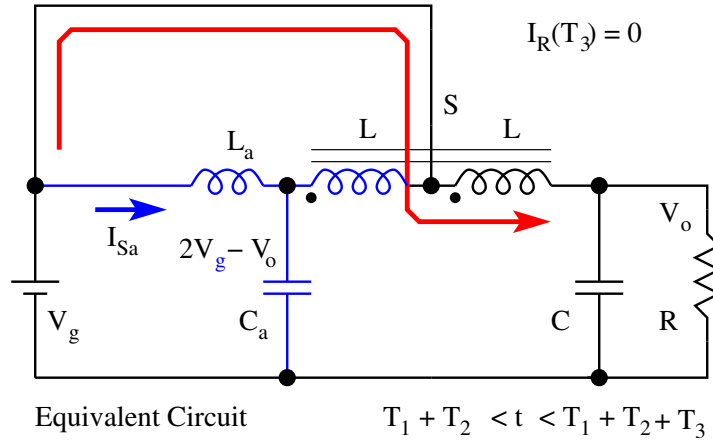 I_R(T_3) = 0
S
L L
L_a
I_Sa
2V_g – V_o
V_o
V_g
C_a
C
R
Equivalent Circuit
T_1 + T_2 < t < T_1 + T_2 + T_3